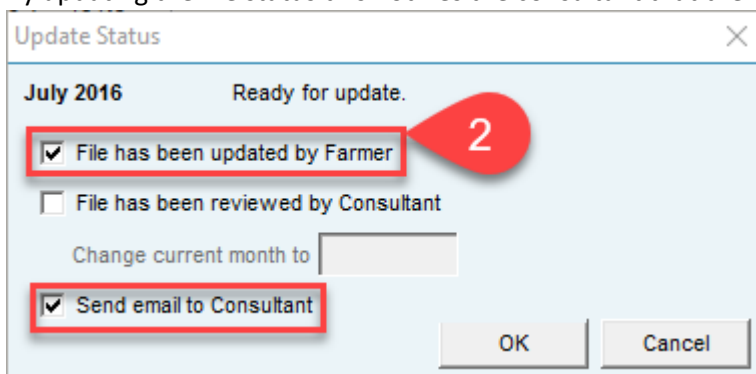 Update Status
July 2016 Ready for update.
2
File has been updated by Farmer
File has been reviewed by Consultant
Change current month to
Send email to Consultant
OK Cancel